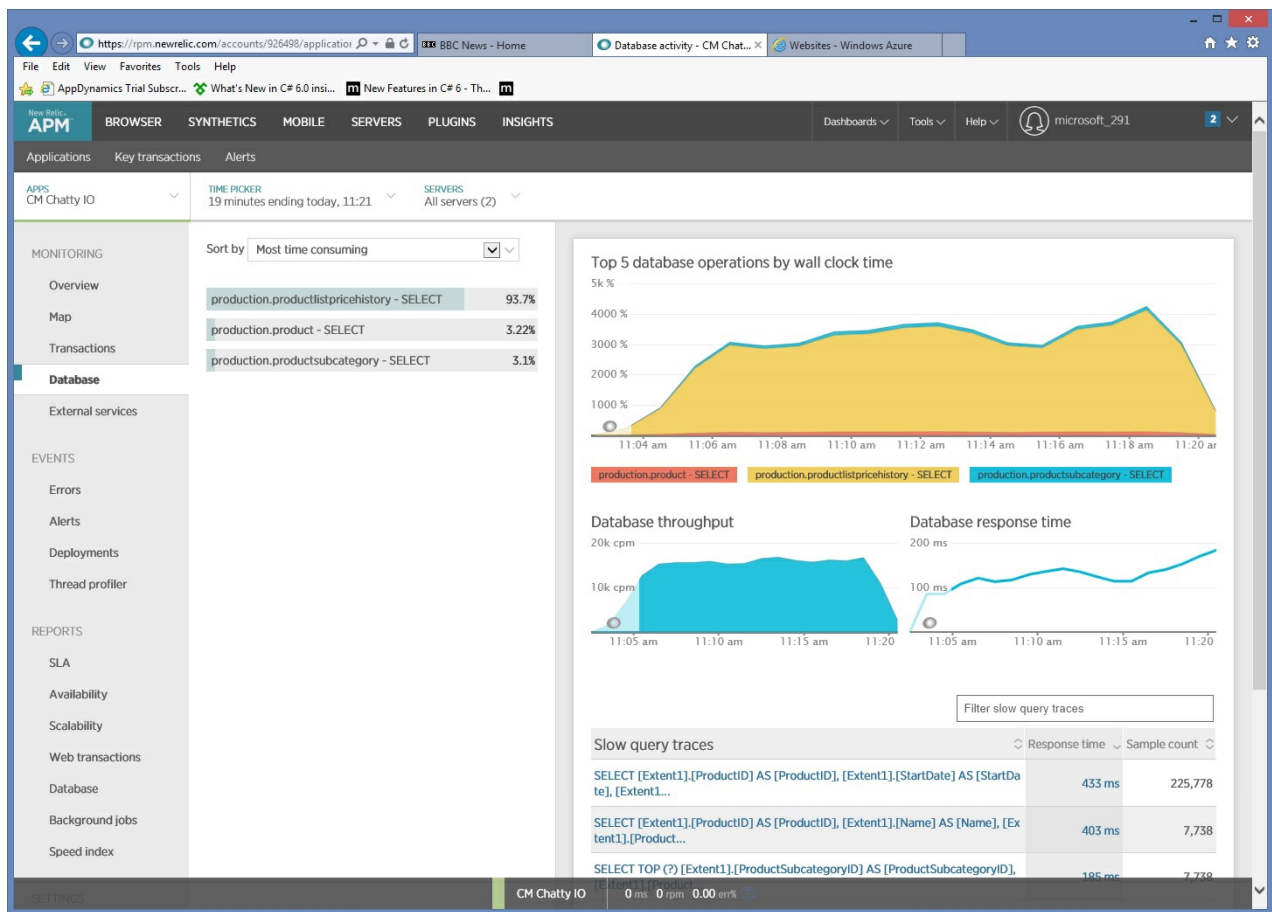 https://rpm.newrelic.com/accounts/926498/applicatior
BBC News - Home
Database activity - CM Chat...
Websites - Windows Azure
File Edit View Favorites Tools Help
AppDynamics Trial Subscr...
What's New in C# 6.0 insi...
New Features in C# 6 - Th...
New Relic.
APM
BROWSER SYNTHETICS MOBILE SERVERS PLUGINS INSIGHTS
Dashboards Tools Help microsoft_291 2
Applications Key transactions Alerts
APPS
CM Chatty IO
TIME PICKER
19 minutes ending today, 11:21
SERVERS
All servers (2)
MONITORING
Overview
Map
Transactions
Database
External services
EVENTS
Errors
Alerts
Deployments
Thread profiler
REPORTS
SLA
Availability
Scalability
Web transactions
Database
Background jobs
Speed index
SETTINGS
Sort by Most time consuming
production.productlistpricehistory - SELECT 93.7%
production.product - SELECT 3.22%
production.productsubcategory - SELECT 3.1%
Top 5 database operations by wall clock time
5k %
4000 %
3000 %
2000 %
1000 %
11:04 am 11:06 am 11:08 am 11:10 am 11:12 am 11:14 am 11:16 am 11:18 am 11:20 ar
production.product - SELECT production.productlistpricehistory - SELECT production.productsubcategory - SELECT
Database throughput
20k cpm
10k cpm
11:05 am 11:10 am 11:15 am 11:20
Database response time
200 ms
100 ms
11:05 am 11:10 am 11:15 am 11:20
Filter slow query traces
Slow query traces Response time Sample count
SELECT [Extent1].[ProductID] AS [ProductID], [Extent1].[StartDate] AS [StartDa
te], [Extent1... 433 ms 225,778
SELECT [Extent1].[ProductID] AS [ProductID], [Extent1].[Name] AS [Name], [Ex
tent1].[Product... 403 ms 7,738
SELECT TOP (?) [Extent1].[ProductSubcategoryID] AS [ProductSubcategoryID],
[Extent1].[Product... 185 ms 7,738
CM Chatty IO 0 ms 0 rpm 0.00 err%